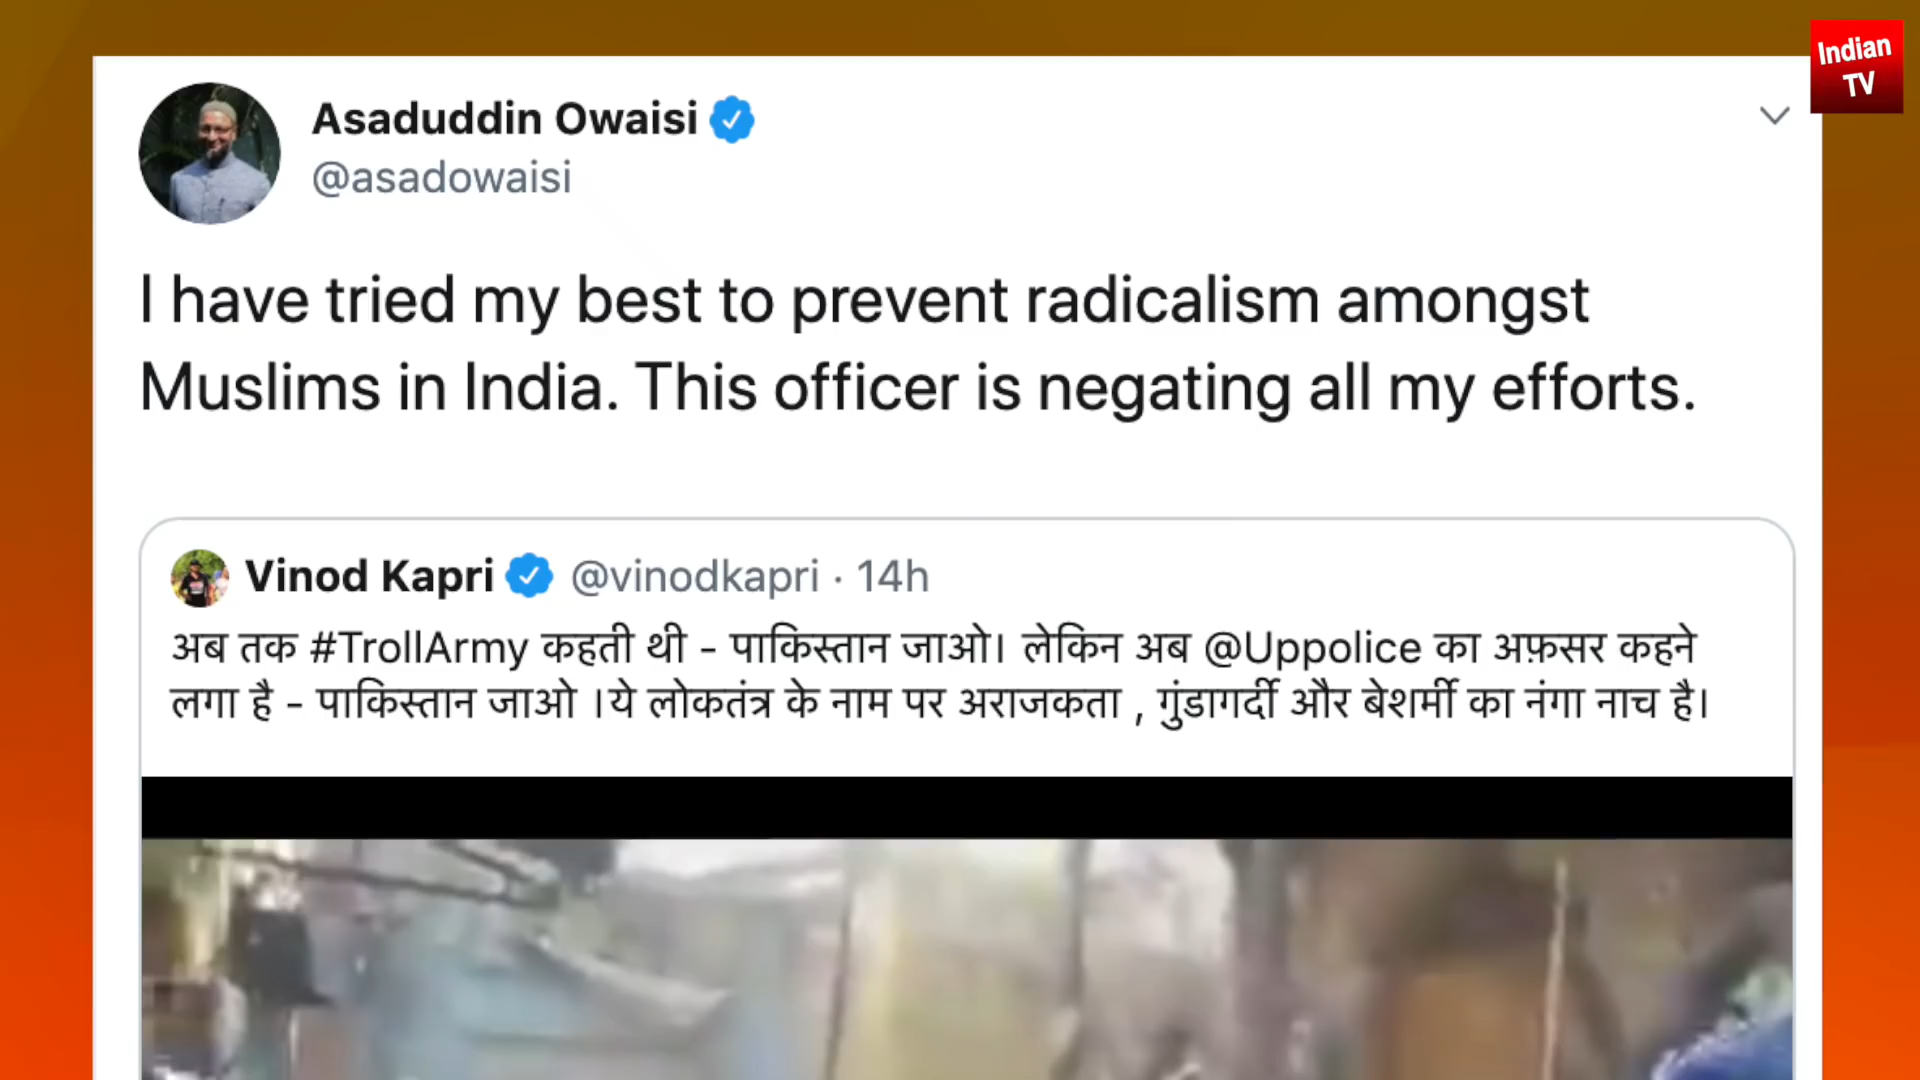 Indian
TV
Asaduddin Owaisi
@asadowaisi
I have tried my best to prevent radicalism amongst
Muslims in India. This officer is negating all my efforts.
Vinod Kapri @vinodkapri · 14h
अब तक #TrollArmy कहती थी - पाकिस्तान जाओ। लेकिन अब @Uppolice का अफ़सर कहने
लगा है - पाकिस्तान जाओ ।ये लोकतंत्र के नाम पर अराजकता , गुंडागर्दी और बेशर्मी का नंगा नाच है।